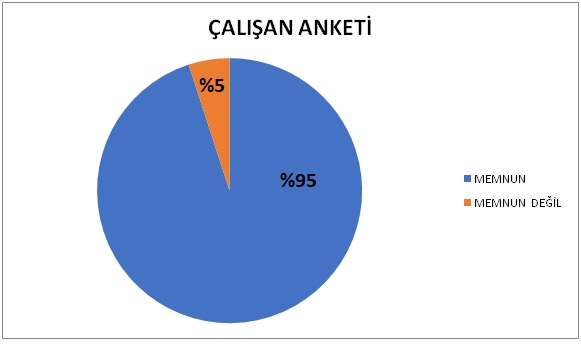 ÇALIŞAN ANKETİ
%5
%95
MEMNUN
MEMNUN DEĞİL